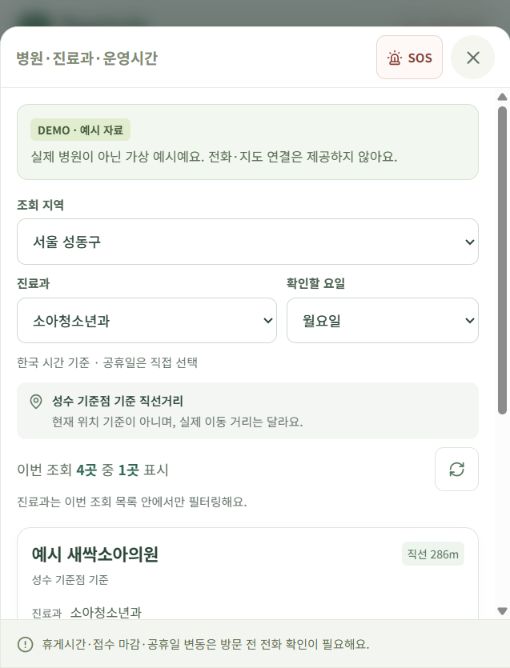 병원·진료과·운영시간
SOS
DEMO · 예시 자료
실제 병원이 아닌 가상 예시예요. 전화·지도 연결은 제공하지 않아요.
조회 지역
서울 성동구
진료과
확인할 요일
소아청소년과
월요일
한국 시간 기준 · 공휴일은 직접 선택
성수 기준점 기준 직선거리
현재 위치 기준이 아니며, 실제 이동 거리는 달라요.
이번 조회 4곳 중 1곳 표시
진료과는 이번 조회 목록 안에서만 필터링해요.
예시 새싹소아의원
직선 286m
성수 기준점 기준
진료과 소아청소년과
휴게시간·접수 마감·공휴일 변동은 방문 전 전화 확인이 필요해요.